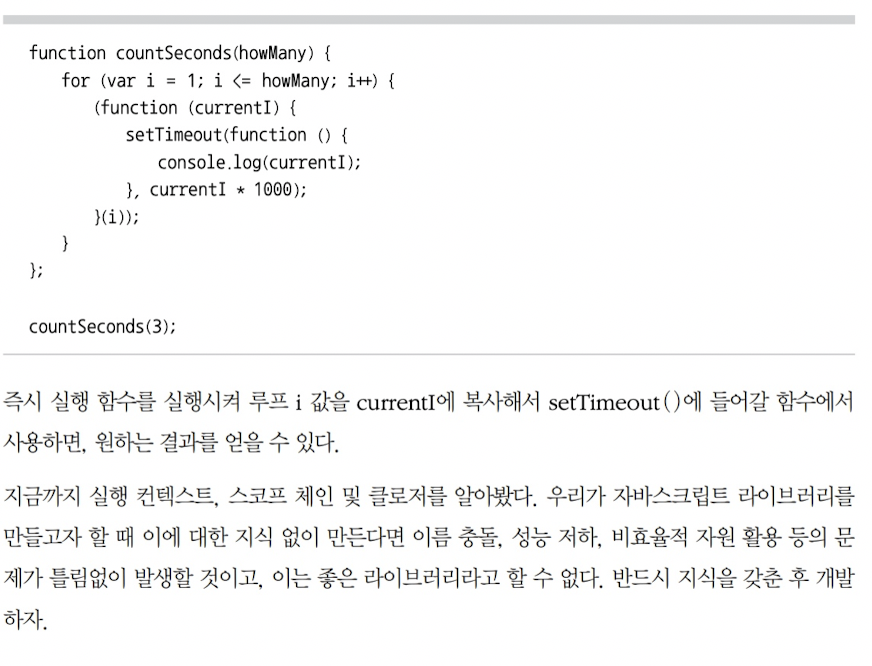 function countSeconds(howMany) {
for (var i = 1; i <= howMany; i++) {
(function (currentI) {
setTimeout(function () {
console.log(currentI);
}, currentI * 1000);
}(i));
}
};
countSeconds(3);
즉시 실행 함수를 실행시켜 루프 i 값을 currentI에 복사해서 setTimeout()에 들어갈 함수에서
사용하면, 원하는 결과를 얻을 수 있다.
지금까지 실행 컨텍스트, 스코프 체인 및 클로저를 알아봤다. 우리가 자바스크립트 라이브러리를
만들고자 할 때 이에 대한 지식 없이 만든다면 이름 충돌, 성능 저하, 비효율적 자원 활용 등의 문
제가 틀림없이 발생할 것이고, 이는 좋은 라이브러리라고 할 수 없다. 반드시 지식을 갖춘 후 개발
하자.